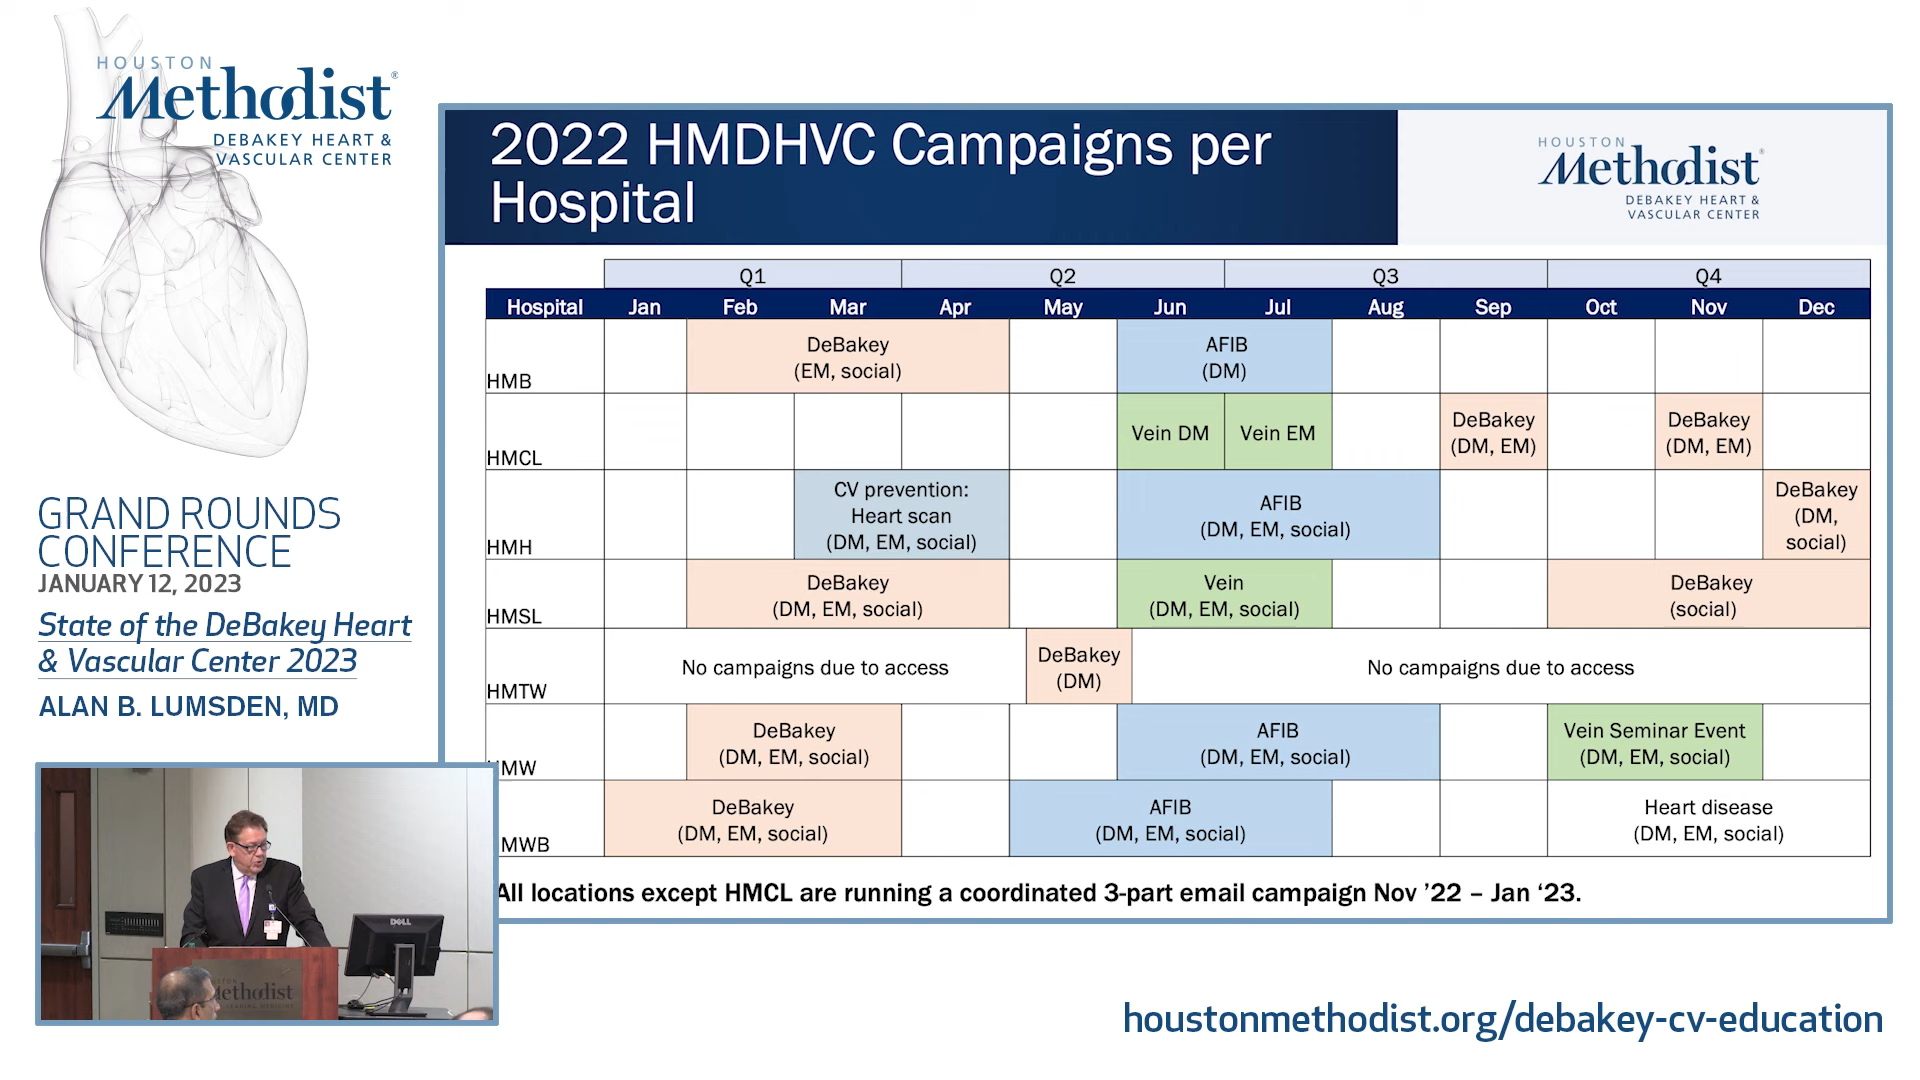 HOUSTON
Methodist®
DEBAKEY HEART &
VASCULAR CENTER
GRAND ROUNDS
CONFERENCE
JANUARY 12, 2023
State of the DeBakey Heart
& Vascular Center 2023
ALAN B. LUMSDEN, MD
2022 HMDHVC Campaigns per
Hospital
HOUSTON
Methodist®
DEBAKEY HEART &
VASCULAR CENTER
Q1 Q2 Q3 Q4
Hospital Jan Feb Mar Apr May Jun Jul Aug Sep Oct Nov Dec
HMB
DeBakey
(EM, social)
AFIB
(DM)
HMCL
Vein DM
Vein EM
DeBakey
(DM, EM)
DeBakey
(DM, EM)
HMH
CV prevention:
Heart scan
(DM, EM, social)
AFIB
(DM, EM, social)
DeBakey
(DM,
social)
HMSL
DeBakey
(DM, EM, social)
Vein
(DM, EM, social)
DeBakey
(social)
HMTW
No campaigns due to access
DeBakey
(DM)
No campaigns due to access
HMW
DeBakey
(DM, EM, social)
AFIB
(DM, EM, social)
Vein Seminar Event
(DM, EM, social)
MWB
DeBakey
(DM, EM, social)
AFIB
(DM, EM, social)
Heart disease
(DM, EM, social)
All locations except HMCL are running a coordinated 3-part email campaign Nov ’22 – Jan ‘23.
DELL
houstonmethodist.org/debakey-cv-education